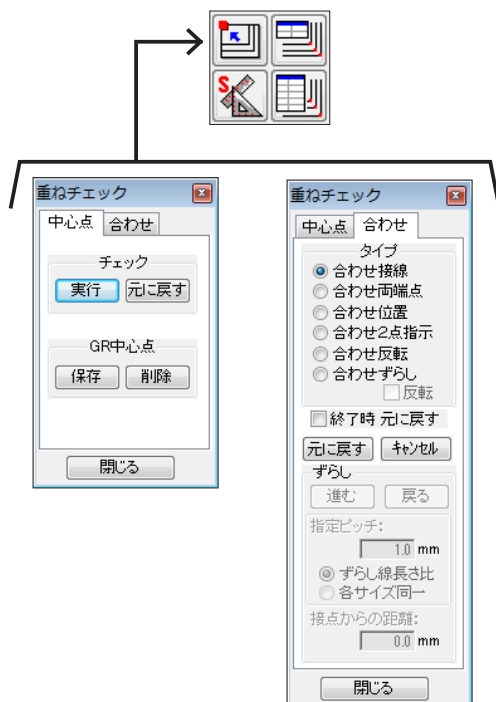 S
重ねチェック
中心点 合わせ
チェック
実行 元に戻す
GR中心点
保存 削除
閉じる
重ねチェック
中心点 合わせ
タイプ
合わせ接線
合わせ両端点
合わせ位置
合わせ2点指示
合わせ反転
合わせずらし
反転
終了時 元に戻す
元に戻す ｷｬﾝｾﾙ
ずらし
進む 戻る
指定ピッチ:
1.0 mm
ずらし線長さ比
各サイズ同一
接点からの距離:
0.0 mm
閉じる